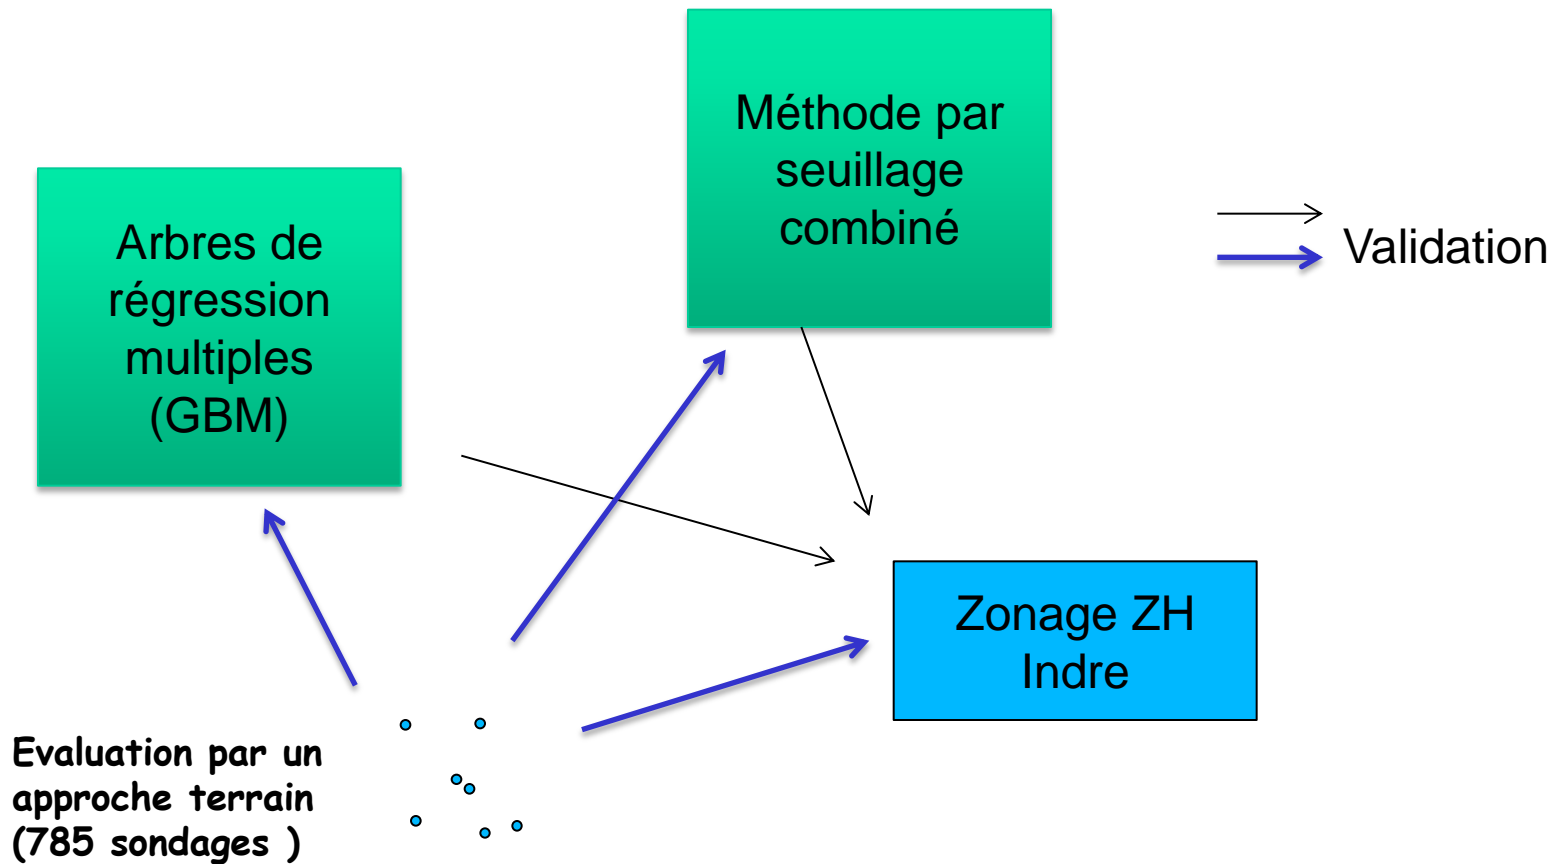 Méthode par
seuillage
combiné
Arbres de
régression
multiples
(GBM)
Validation
Zonage ZH
Indre
Evaluation par un
approche terrain
(785 sondages )